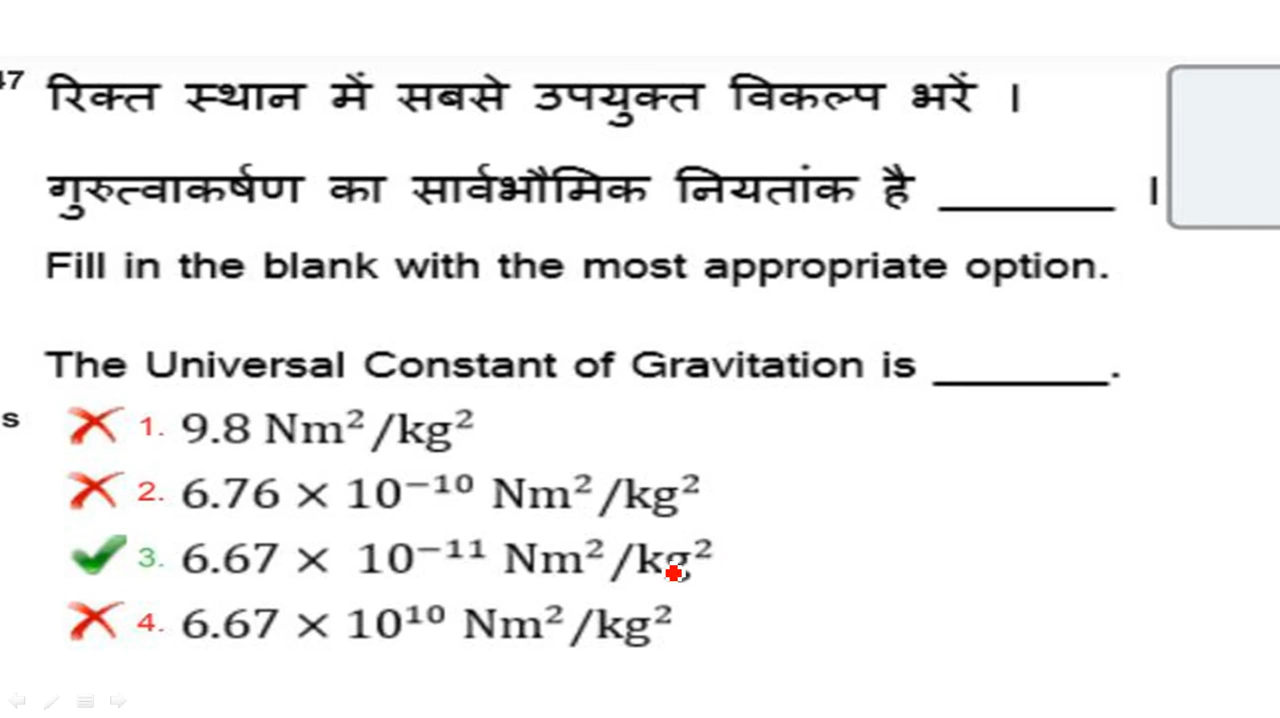 47 रिक्त स्थान में सबसे उपयुक्त विकल्प भरें ।
गुरुत्वाकर्षण का सार्वभौमिक नियतांक है ________ ।
Fill in the blank with the most appropriate option.
The Universal Constant of Gravitation is ________.
s 1. 9.8 Nm²/kg²
2. 6.76 × 10⁻¹⁰ Nm²/kg²
3. 6.67 × 10⁻¹¹ Nm²/kg²
4. 6.67 × 10¹⁰ Nm²/kg²